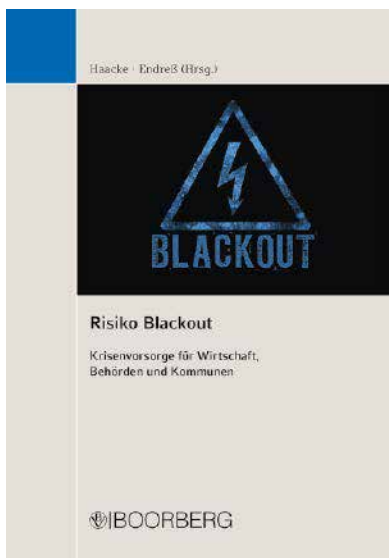 Haacke · Endreß (Hrsg.)
BLACKOUT
Risiko Blackout
Krisenvorsorge für Wirtschaft,
Behörden und Kommunen
BOORBERG